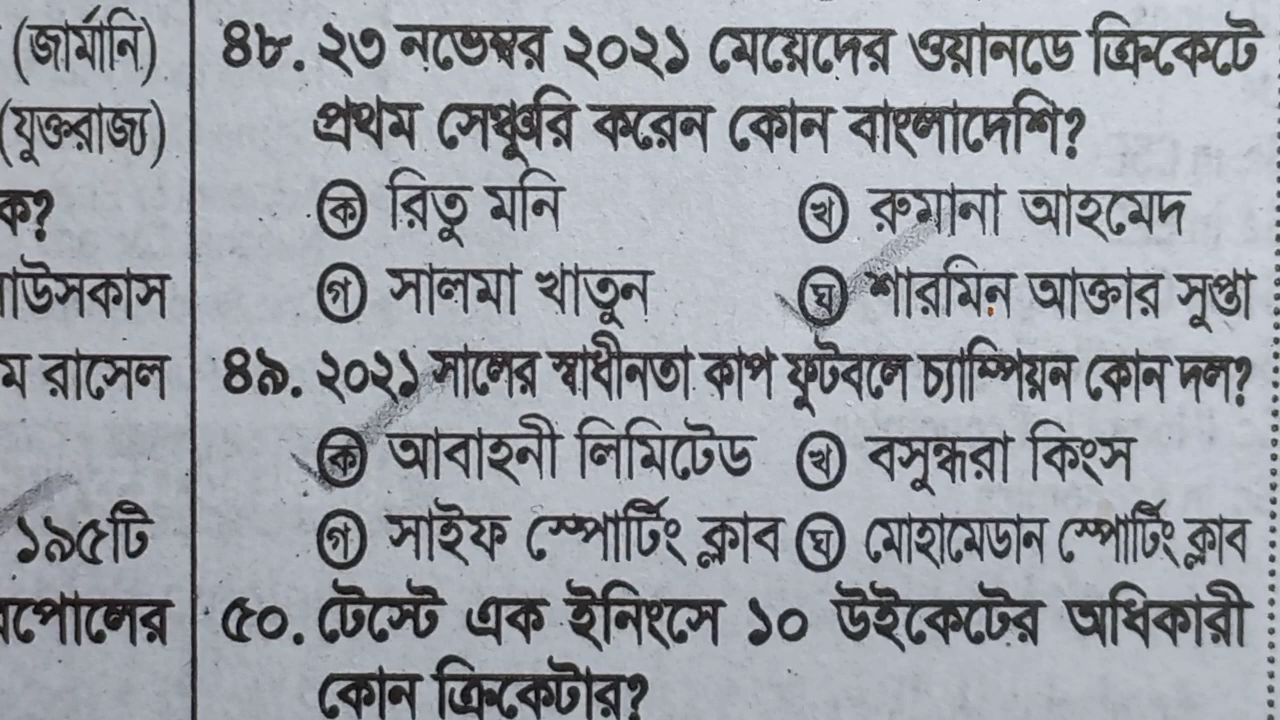 (জার্মানি)
(যুক্তরাজ্য)
ক?
াউসকাস
ম রাসেল
১৯৫টি
পোলের
৪৮. ২৩ নভেম্বর ২০২১ মেয়েদের ওয়ানডে ক্রিকেটে
প্রথম সেঞ্চুরি করেন কোন বাংলাদেশি?
ক রিতু মনি খ রুমানা আহমেদ
গ সালমা খাতুন ঘ শারমিন আক্তার সুপ্তা
৪৯. ২০২১ সালের স্বাধীনতা কাপ ফুটবলে চ্যাম্পিয়ন কোন দল?
ক আবাহনী লিমিটেড খ বসুন্ধরা কিংস
গ সাইফ স্পোর্টিং ক্লাব ঘ মোহামেডান স্পোর্টিং ক্লাব
৫০. টেস্টে এক ইনিংসে ১০ উইকেটের অধিকারী
কোন ক্রিকেটার?